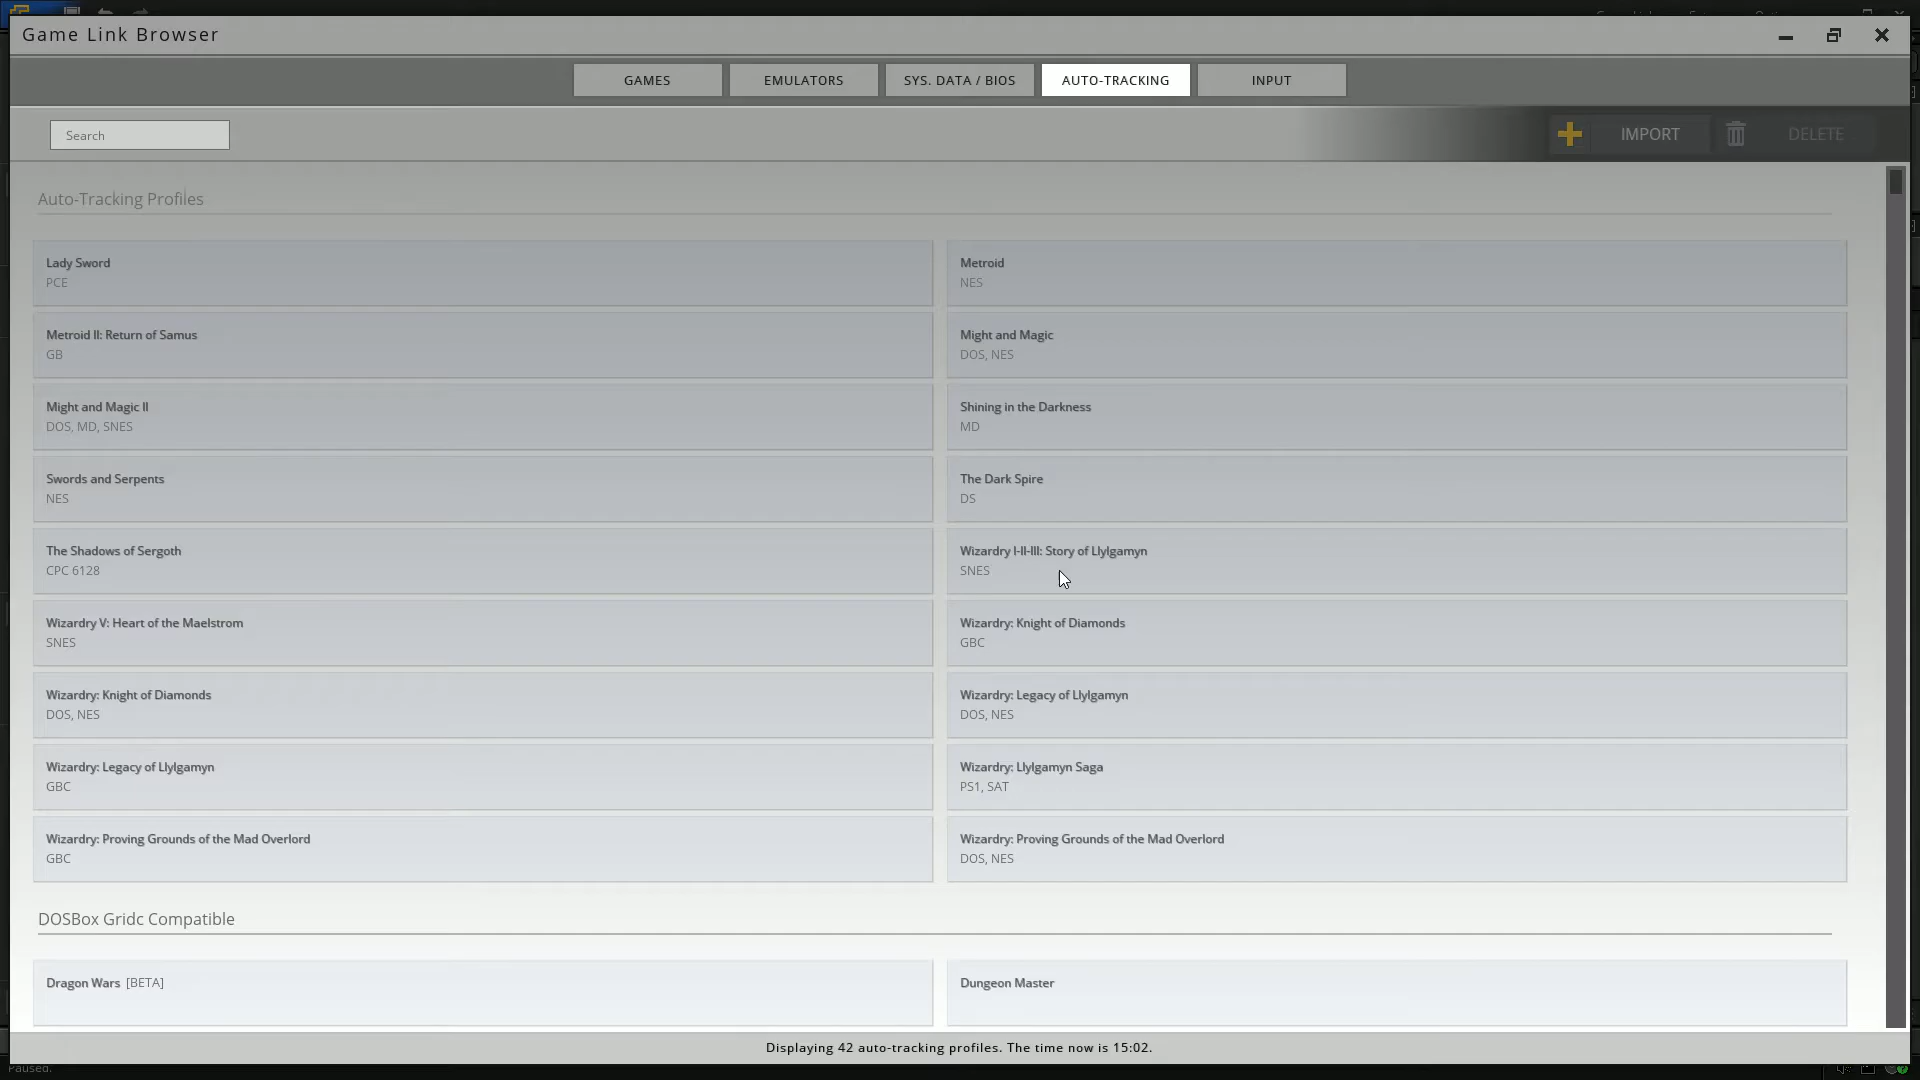 Game Link Browser
GAMES
EMULATORS
SYS. DATA / BIOS
AUTO-TRACKING
INPUT
Search
IMPORT
DELETE
Auto-Tracking Profiles
Lady Sword
PCE
Metroid
NES
Metroid II: Return of Samus
GB
Might and Magic
DOS, NES
Might and Magic II
DOS, MD, SNES
Shining in the Darkness
MD
Swords and Serpents
NES
The Dark Spire
DS
The Shadows of Sergoth
CPC 6128
Wizardry I-II-III: Story of Llylgamyn
SNES
Wizardry V: Heart of the Maelstrom
SNES
Wizardry: Knight of Diamonds
GBC
Wizardry: Knight of Diamonds
DOS, NES
Wizardry: Legacy of Llylgamyn
DOS, NES
Wizardry: Legacy of Llylgamyn
GBC
Wizardry: Llylgamyn Saga
PS1, SAT
Wizardry: Proving Grounds of the Mad Overlord
GBC
Wizardry: Proving Grounds of the Mad Overlord
DOS, NES
DOSBox Gridc Compatible
Dragon Wars [BETA]
Dungeon Master
Displaying 42 auto-tracking profiles. The time now is 15:02.
Paused.